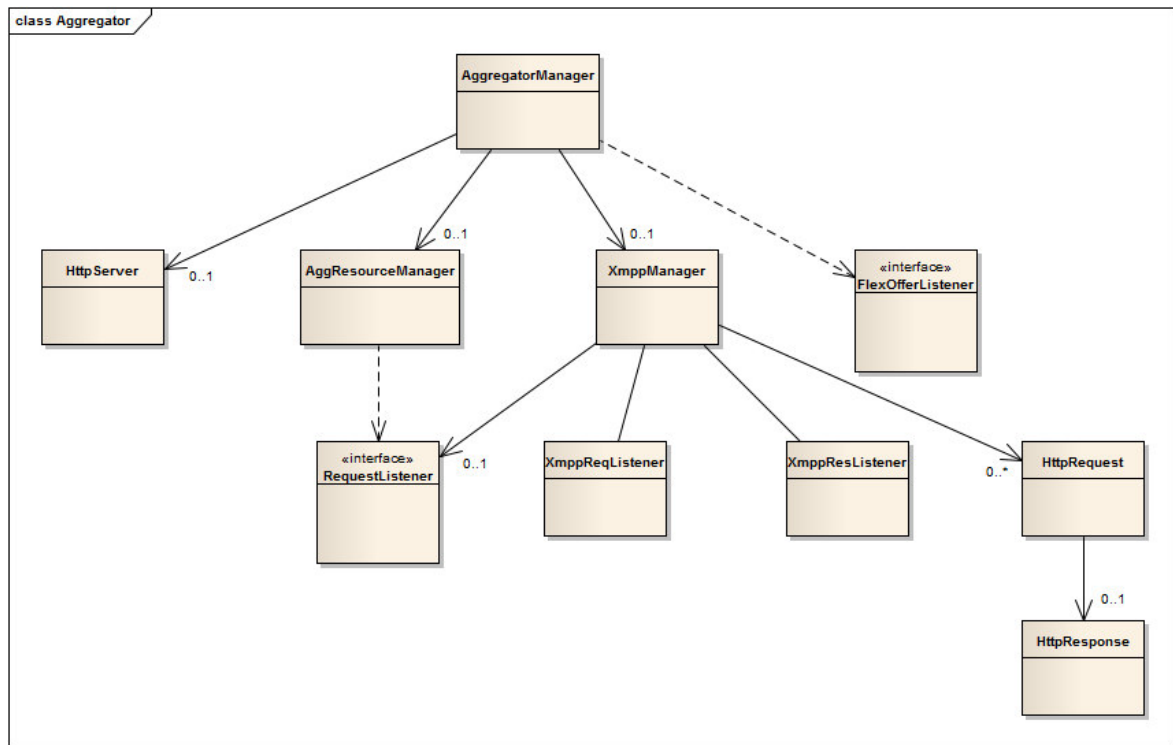 class Aggregator
AggregatorManager
0..1
0..1
HttpServer
AggResourceManager
XmppManager
«interface»
FlexOfferListener
0..1
«interface»
RequestListener
0..1
XmppReqListener
XmppResListener
HttpRequest
0..*
0..1
HttpResponse